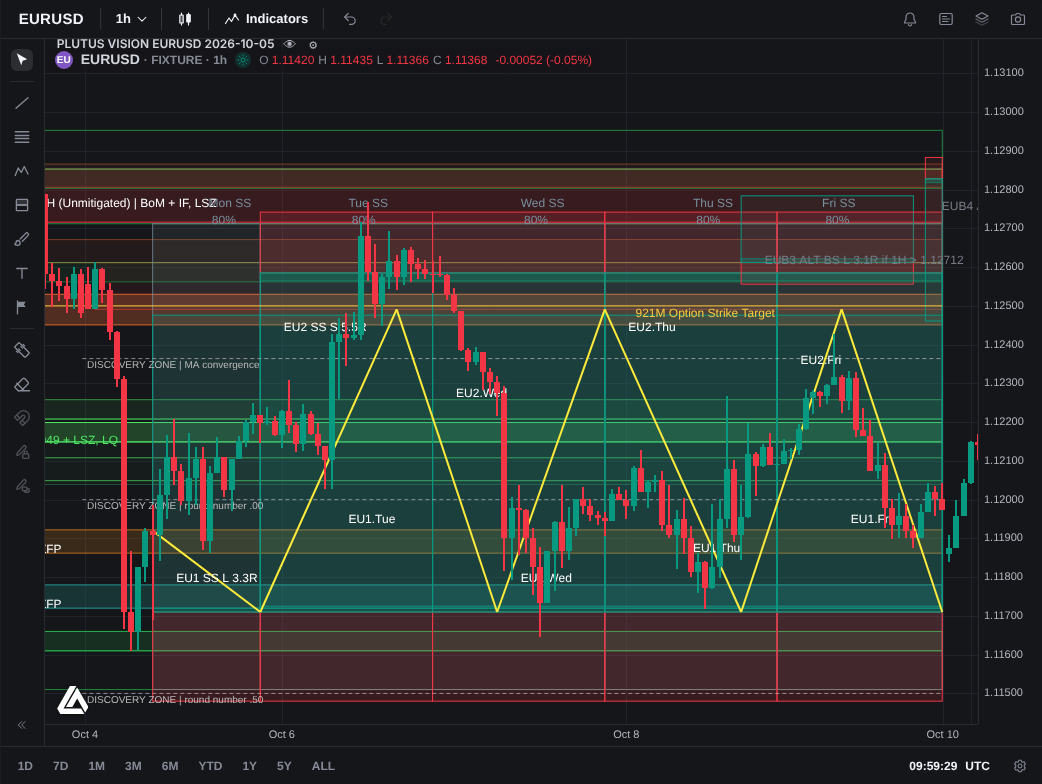 EURUSD 1h Indicators
PLUTUS VISION EURUSD 2026-10-05
EU EURUSD · FIXTURE · 1h O 1.11420 H 1.11435 L 1.11366 C 1.11368 -0.00052 (-0.05%)
1.13100
1.13000
1.12900
1.12800
H (Unmitigated) | BoM + IF, LSZ
Mon SS
80%
Tue SS
80%
Wed SS
80%
Thu SS
80%
Fri SS
80%
EUB4
1.12700
EUB3 ALT BS L 3.1R if 1H > 1.12712
1.12600
1.12500
921M Option Strike Target
EU2 SS S 5.5R
EU2.Thu
1.12400
DISCOVERY ZONE | MA convergence
EU2.Fri
1.12300
EU2.Wed
1.12200
049 + LSZ, LQ
1.12100
1.12000
DISCOVERY ZONE | round number .00
EU1.Tue
EU1.Fri
1.11900
FP
EU1.Thu
1.11800
EU1 SS L 3.3R
EU1.Wed
FP
1.11700
1.11600
1.11500
DISCOVERY ZONE | round number .50
Oct 4 Oct 6 Oct 8 Oct 10
1D 7D 1M 3M 6M YTD 1Y 5Y ALL 09:59:29 UTC